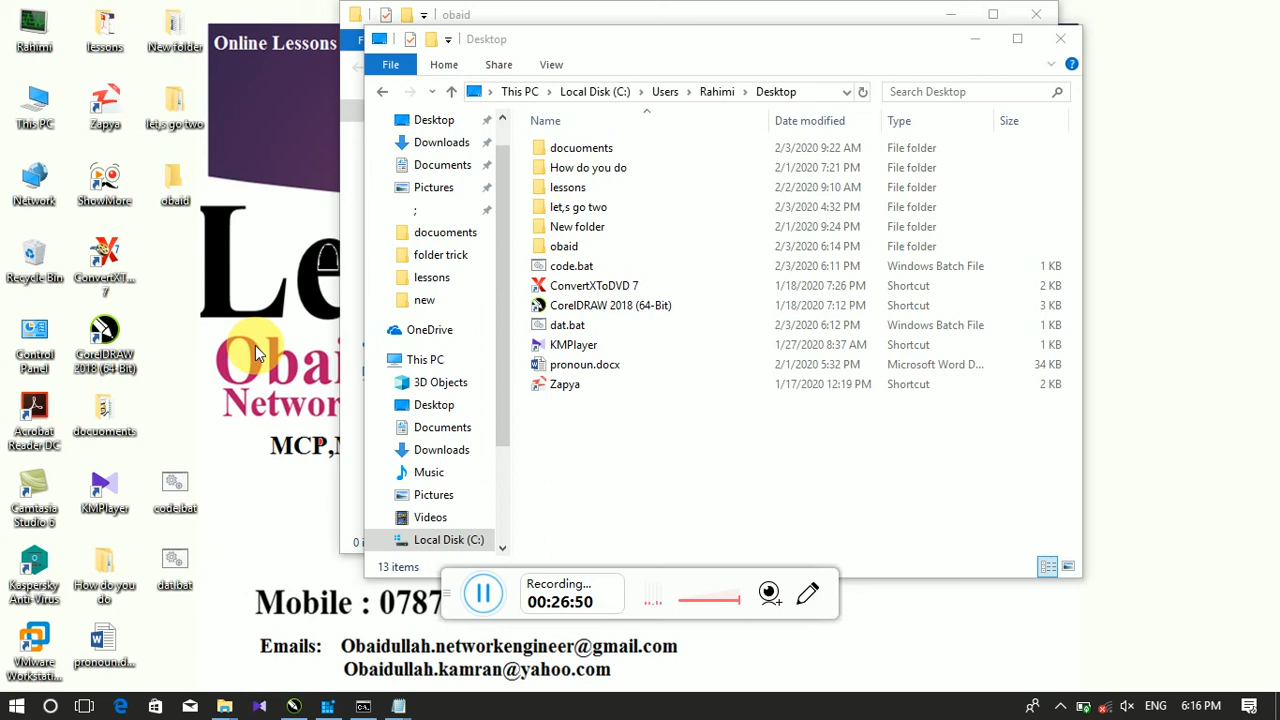 Rahimi
lessons
New folder
This PC
Zapya
let,s go two
Network
ShowMore
obaid
Recycle Bin
ConvertXT...
7
Control
Panel
CorelDRAW
2018 (64-Bit)
Acrobat
Reader DC
docuoments
Camtasia
Studio 6
KMPlayer
code.bat
Kaspersky
Anti-Virus
How do you
do
dat.bat
VMware
Workstati...
pronoun.d...
Online Lessons
Le
Obai
Networ
MCP,
Mobile : 0787
Emails: Obaidullah.networkengineer@gmail.com
Obaidullah.kamran@yahoo.com
obaid
F
0 i
Desktop
File Home Share View
This PC > Local Disk (C:) > Users > Rahimi > Desktop
Search Desktop
Desktop
Downloads
Documents
Pictures
;
docuoments
folder trick
lessons
new
OneDrive
This PC
3D Objects
Desktop
Documents
Downloads
Music
Pictures
Videos
Local Disk (C:)
Name Date modified Type Size
docuoments 2/3/2020 9:22 AM File folder
How do you do 2/1/2020 7:21 PM File folder
lessons 2/2/2020 9:10 AM File folder
let,s go two 2/3/2020 4:32 PM File folder
New folder 2/1/2020 9:24 PM File folder
obaid 2/3/2020 6:14 PM File folder
code.bat 2/3/2020 6:11 PM Windows Batch File 1 KB
ConvertXToDVD 7 1/18/2020 7:26 PM Shortcut 2 KB
CorelDRAW 2018 (64-Bit) 1/18/2020 7:12 PM Shortcut 3 KB
dat.bat 2/3/2020 6:12 PM Windows Batch File 1 KB
KMPlayer 1/27/2020 8:37 AM Shortcut 1 KB
pronoun.docx 2/1/2020 5:32 PM Microsoft Word D... 34 KB
Zapya 1/17/2020 12:19 PM Shortcut 2 KB
13 items
Recording...
00:26:50
ENG 6:16 PM